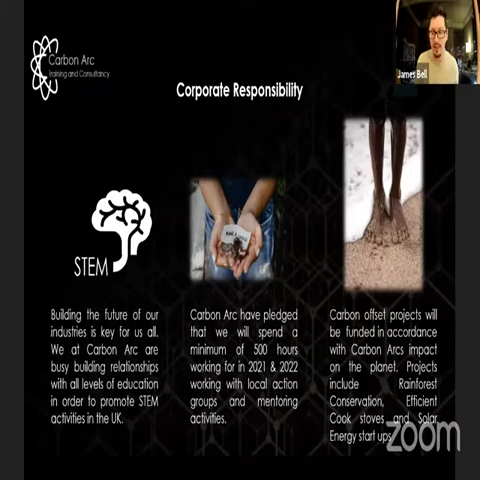 Carbon Arc
Training and Consultancy
James Bell
Corporate Responsibility
STEM
Building the future of our
industries is key for us all.
We at Carbon Arc are
busy building relationships
with all levels of education
in order to promote STEM
activities in the UK.
Carbon Arc have pledged
that we will spend a
minimum of 500 hours
working for in 2021 & 2022
working with local action
groups and mentoring
activities.
Carbon offset projects will
be funded in accordance
with Carbon Arcs impact
on the planet. Projects
include Rainforest
Conservation, Efficient
Cook stoves and Solar
Energy start ups
zoom